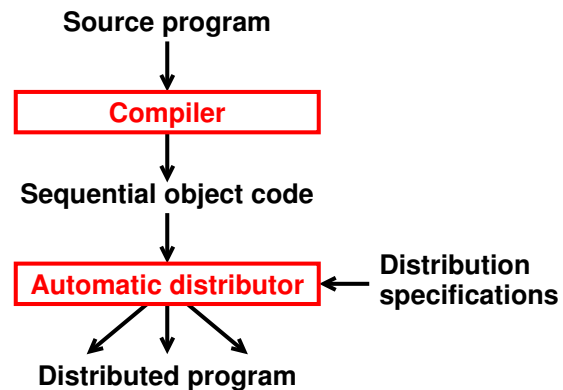 Source program
Compiler
Sequential object code
Automatic distributor
Distribution
specifications
Distributed program